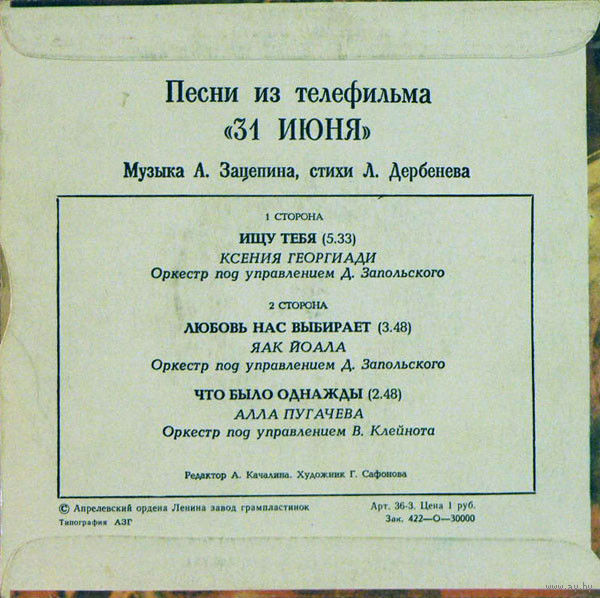 Песни из телефильма
«31 ИЮНЯ»
Музыка А. Зацепина, стихи Л. Дербенева
1 СТОРОНА
ИЩУ ТЕБЯ (5.33)
КСЕНИЯ ГЕОРГИАДИ
Оркестр под управлением Д. Запольского
2 СТОРОНА
ЛЮБОВЬ НАС ВЫБИРАЕТ (3.48)
ЯАК ЙОАЛА
Оркестр под управлением Д. Запольского
ЧТО БЫЛО ОДНАЖДЫ (2.48)
АЛЛА ПУГАЧЕВА
Оркестр под управлением В. Клейнота
Редактор А. Качалина. Художник Г. Сафонова
© Апрелевский ордена Ленина завод грампластинок
Арт. 36-3. Цена 1 руб.
Типография АЗГ
Зак. 422—О—30000
www.ay.by